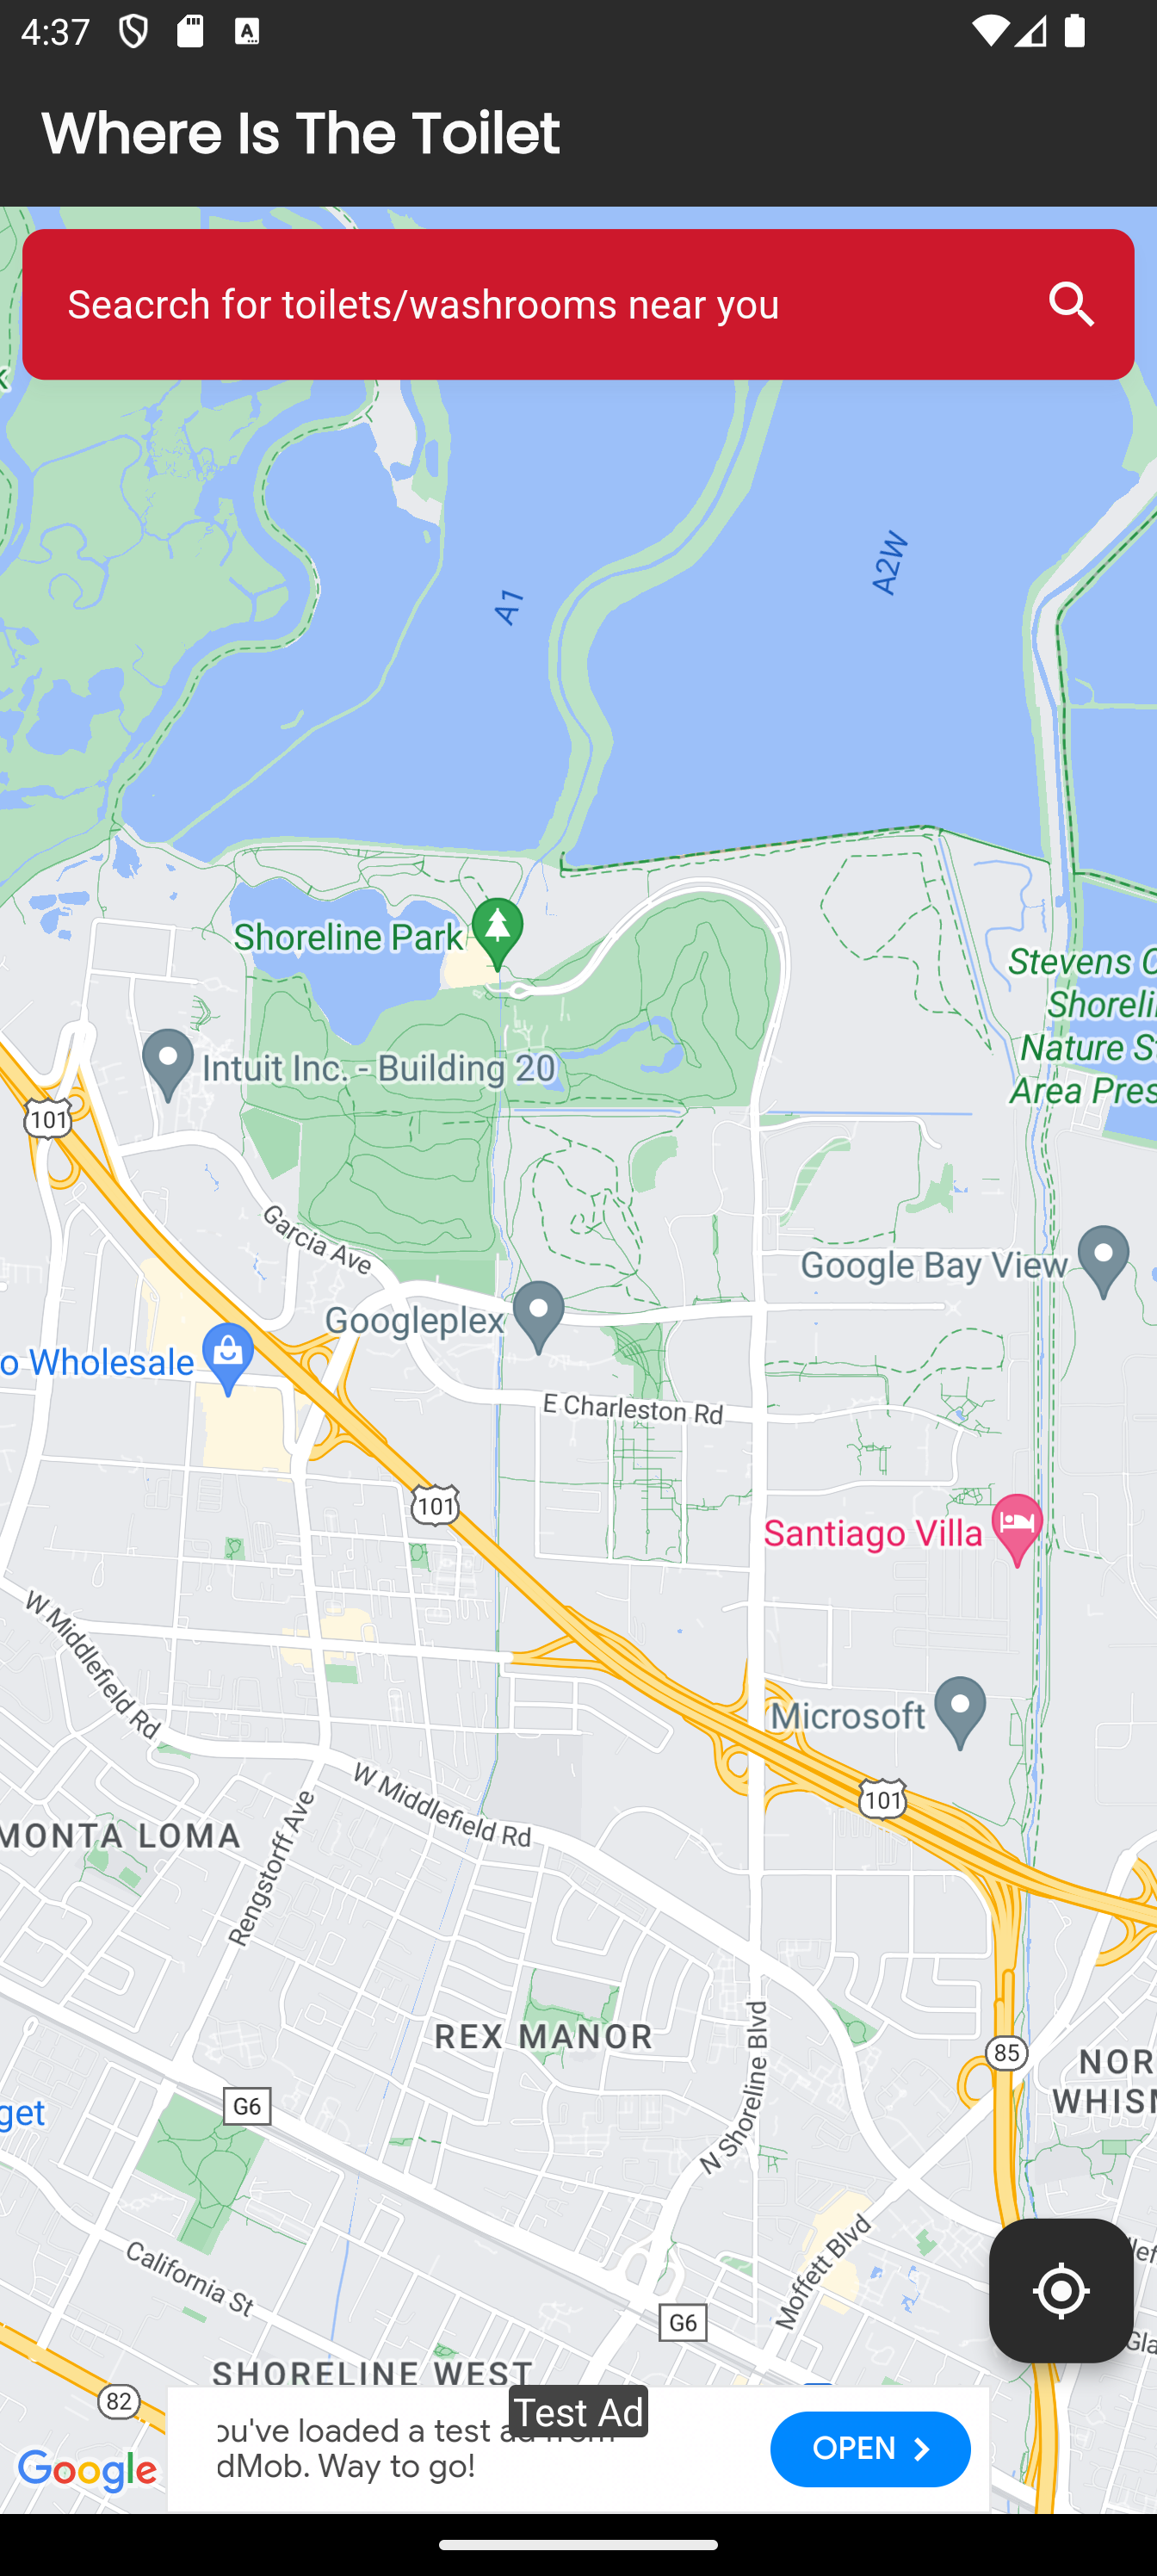 4:37
Where Is The Toilet
Seacrch for toilets/washrooms near you
A1
A2W
Shoreline Park
Stevens C
Shoreli
Nature S
Area Pres
Intuit Inc. - Building 20
101
Garcia Ave
Google Bay View
Googleplex
o Wholesale
E Charleston Rd
101
Santiago Villa
W Middlefield Rd
Microsoft
W Middlefield Rd
101
MONTA LOMA
Rengstorff Ave
REX MANOR
N Shoreline Blvd
85
NOR
WHISM
G6
get
California St
Moffett Blvd
G6
Gla
SHORELINE WEST
82
Test Ad
ou've loaded a test ad from
dMob. Way to go!
OPEN
Google